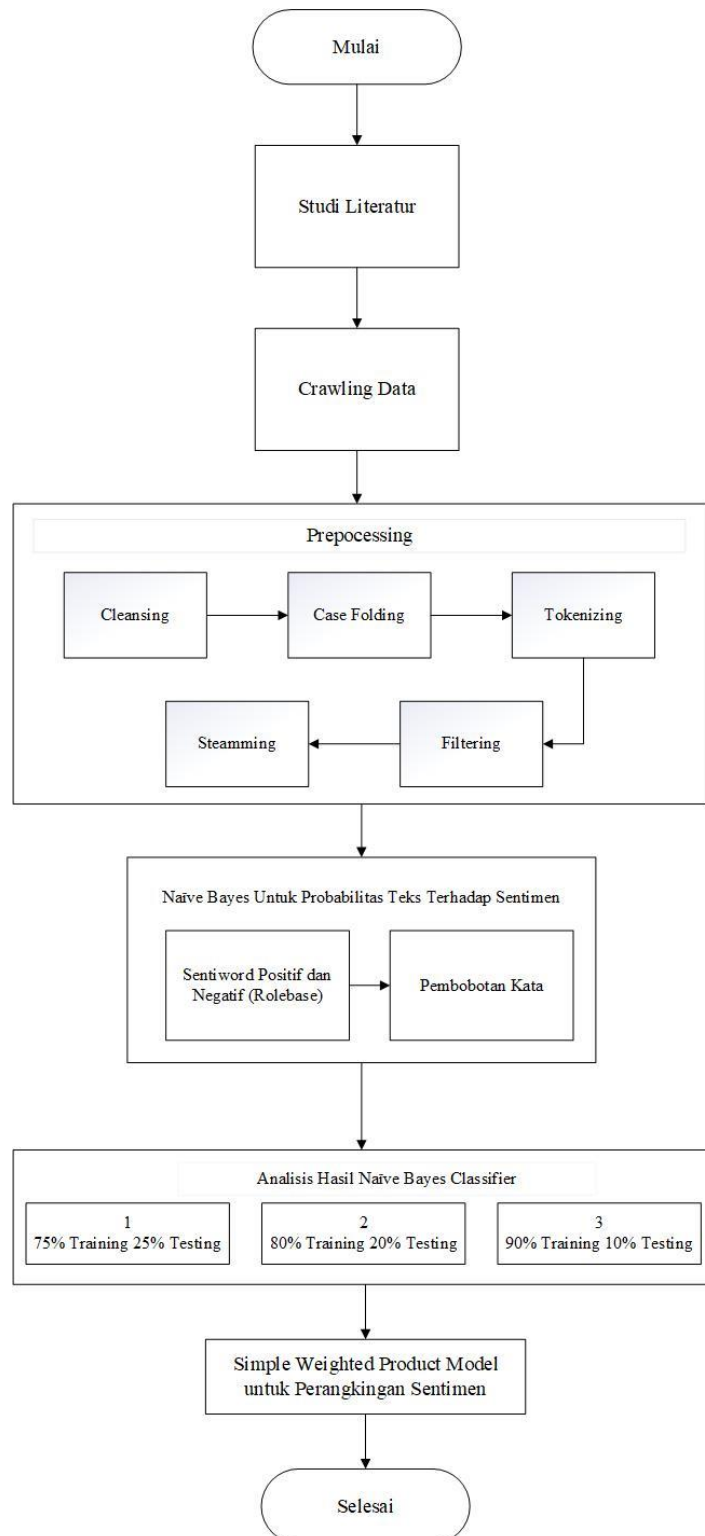 Mulai
Studi Literatur
Crawling Data
Prepocessing
Cleansing
Case Folding
Tokenizing
Filtering
Steamming
Naïve Bayes Untuk Probabilitas Teks Terhadap Sentimen
Sentiword Positif dan
Negatif (Rolebase)
Pembobotan Kata
Analisis Hasil Naïve Bayes Classifier
1
75% Training 25% Testing
2
80% Training 20% Testing
3
90% Training 10% Testing
Simple Weighted Product Model
untuk Perangkingan Sentimen
Selesai